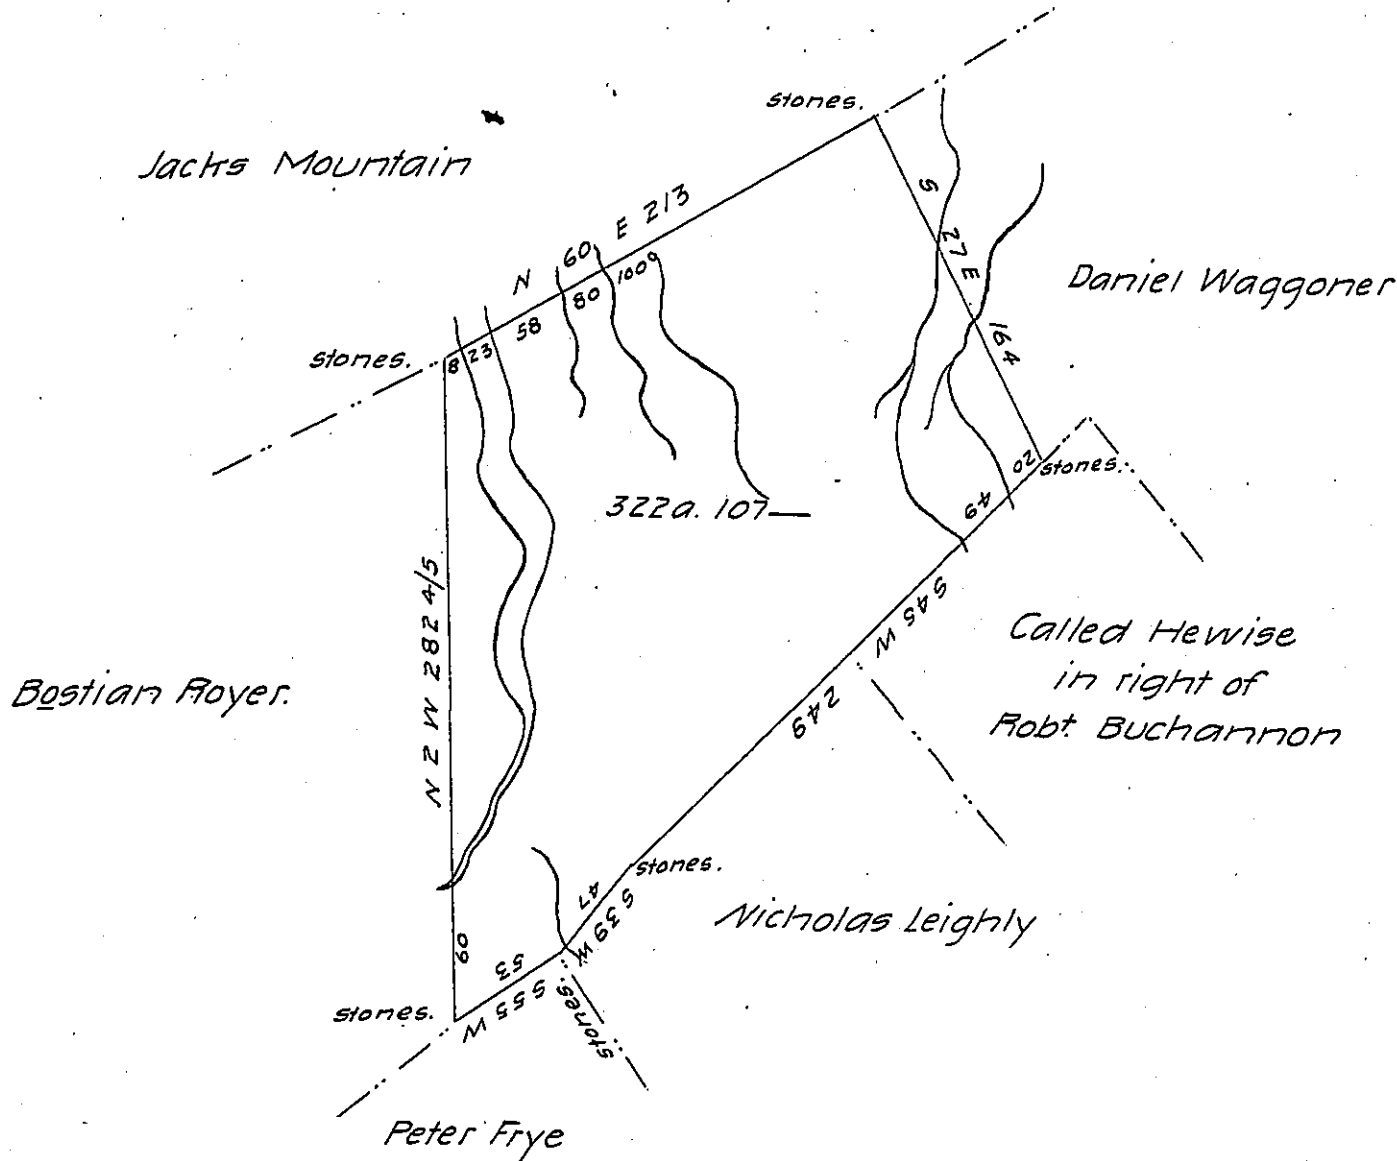 stones.
Jacks Mountain
N 60 E 213
S 27 E 164
Daniel Waggoner
stones.
8 23 58 80 100
20
stones.
49
322a. 107
N 2 W 282 4/5
S 45 W 249
Called Hewise
in right of
Robt. Buchannon
Bostian Royer.
stones.
47
S 39 W
Nicholas Leighly
60
53
S 55 W
stones.
stones.
Peter Frye